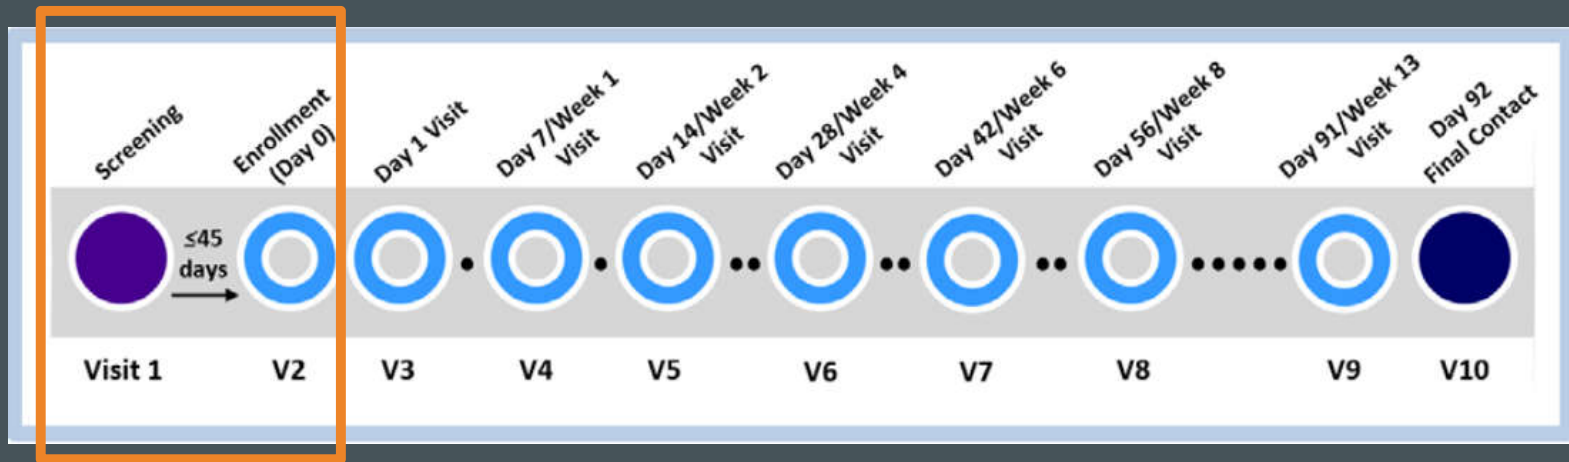 Screening
Enrollment
(Day 0)
Day 1 Visit
Day 7/Week 1
Visit
Day 14/Week 2
Visit
Day 28/Week 4
Visit
Day 42/Week 6
Visit
Day 56/Week 8
Visit
Day 91/Week 13
Visit
Day 92
Final Contact
≤45
days
Visit 1
V2
V3
V4
V5
V6
V7
V8
V9
V10